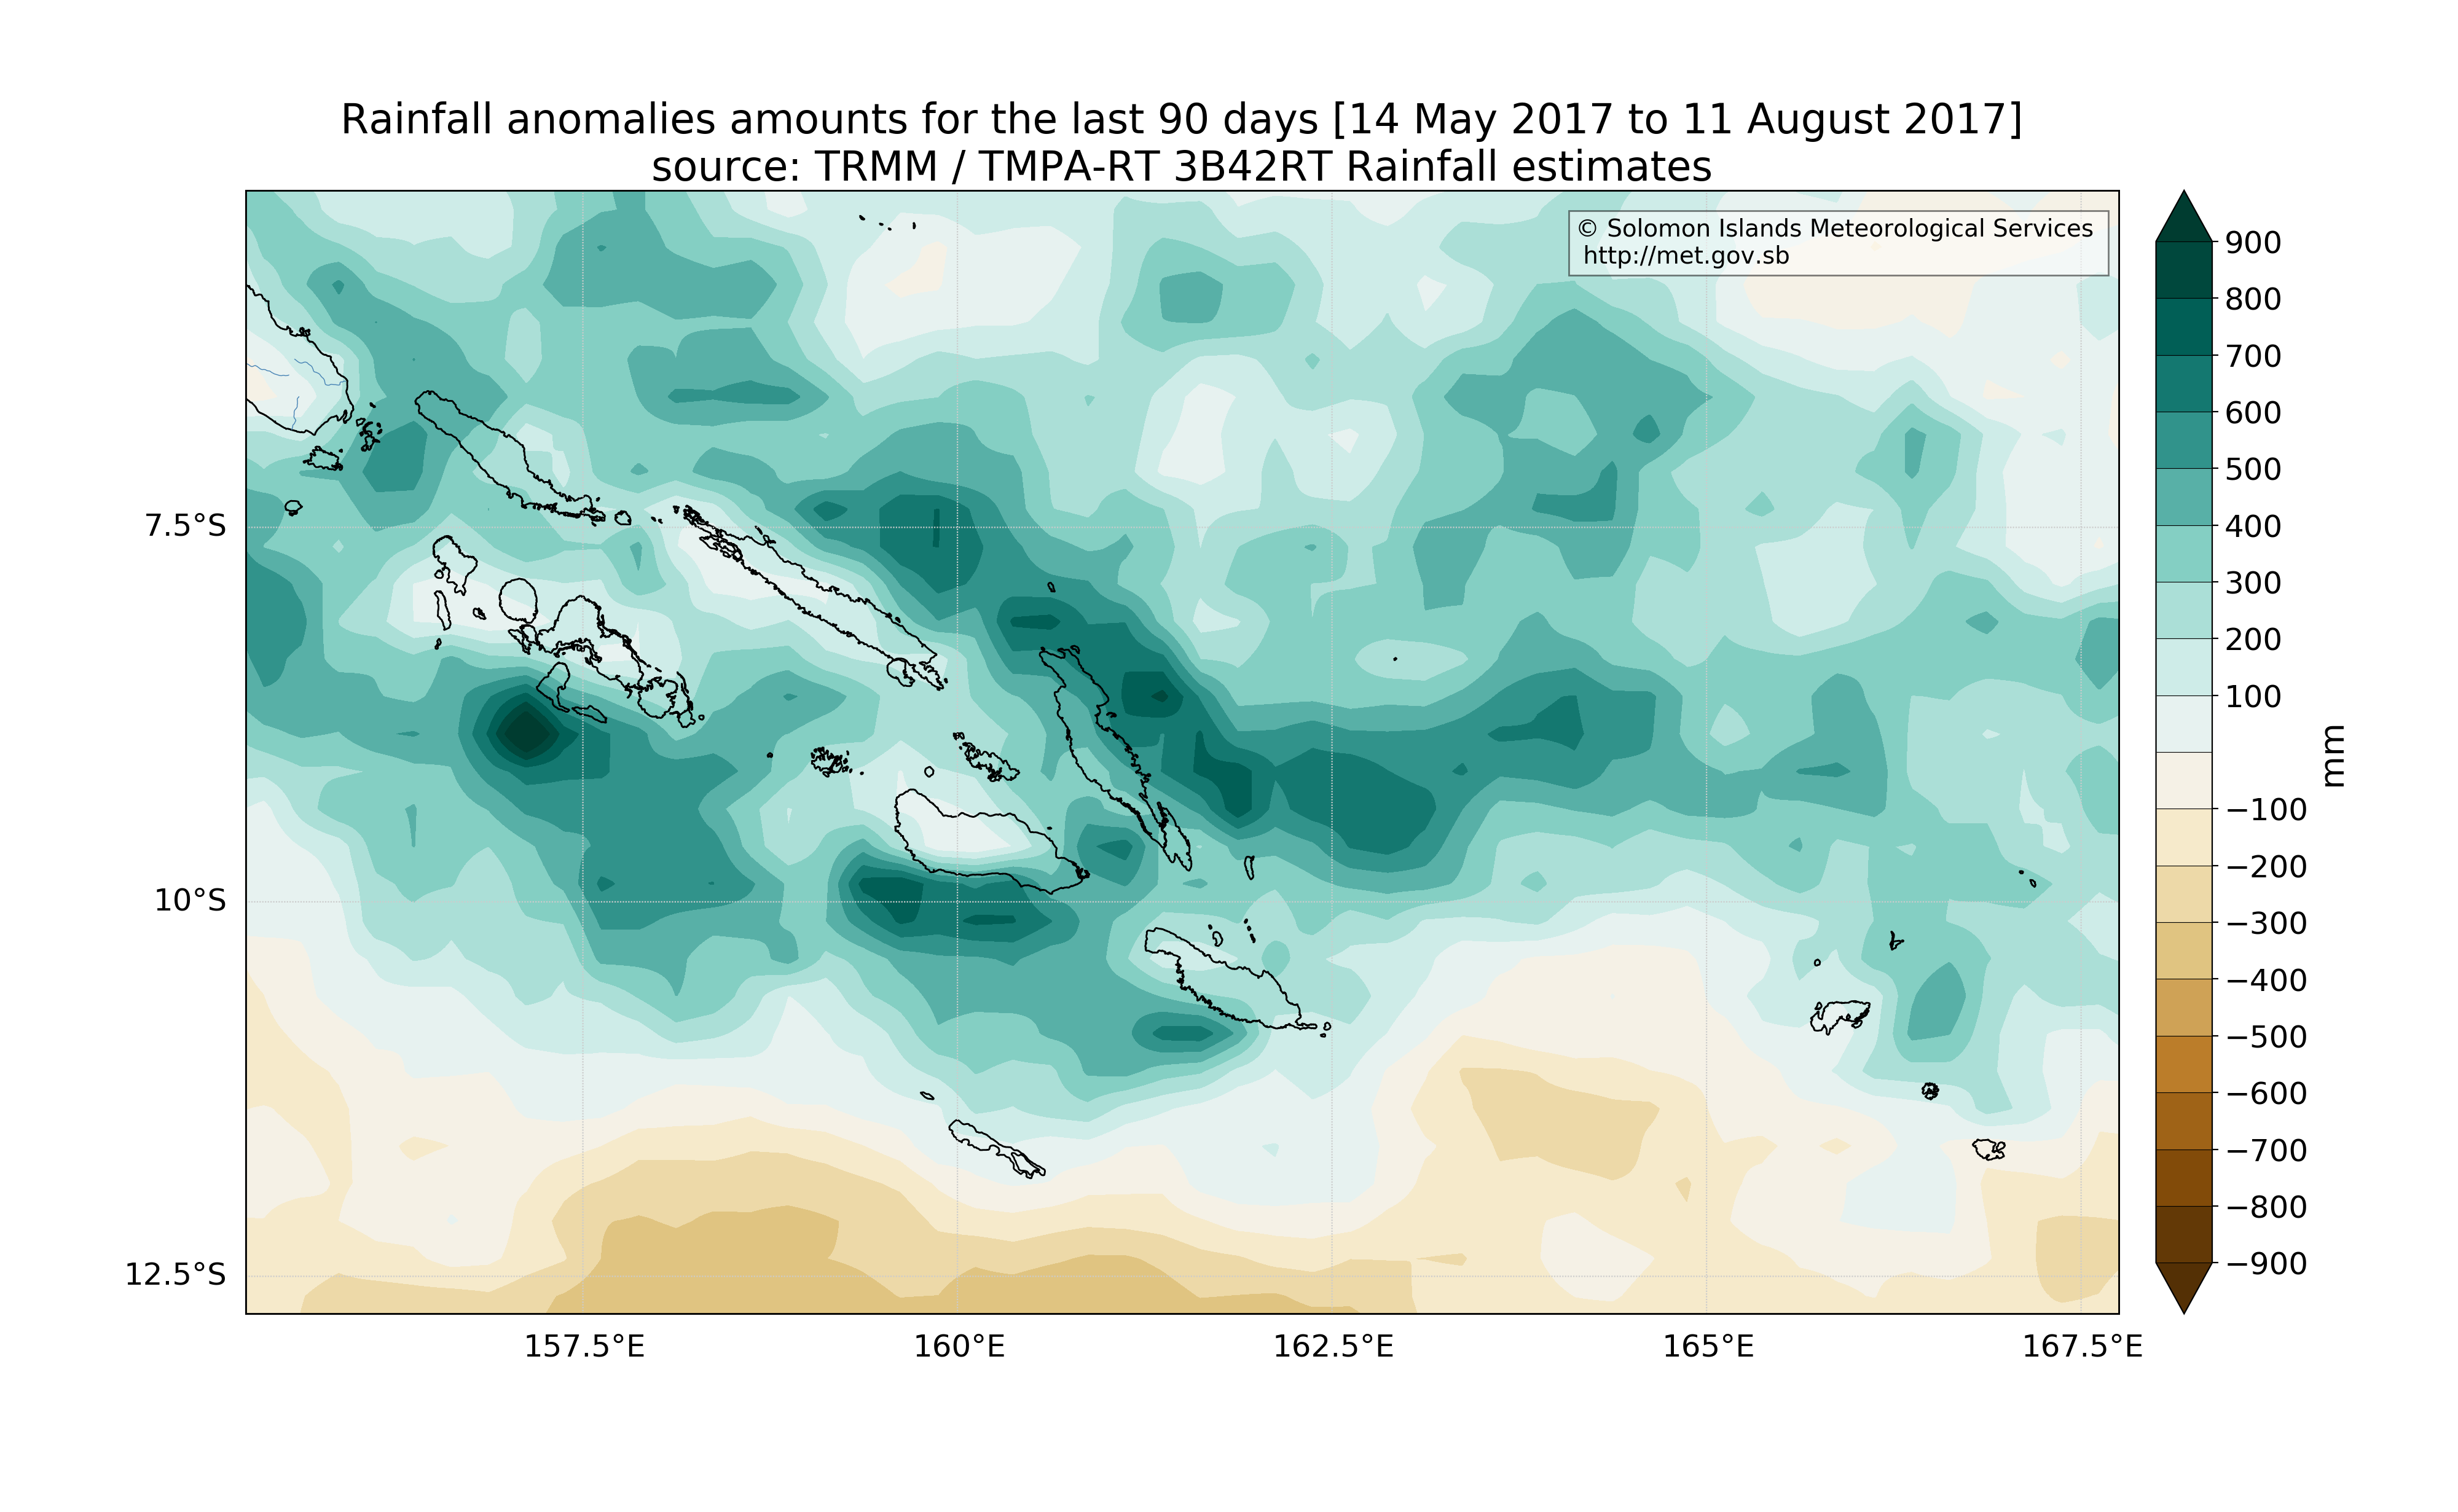 Rainfall anomalies amounts for the last 90 days [14 May 2017 to 11 August 2017]
source: TRMM / TMPA-RT 3B42RT Rainfall estimates
© Solomon Islands Meteorological Services
http://met.gov.sb
7.5°S
10°S
12.5°S
157.5°E
160°E
162.5°E
165°E
167.5°E
900
800
700
600
500
400
300
200
100
−100
−200
−300
−400
−500
−600
−700
−800
−900
mm